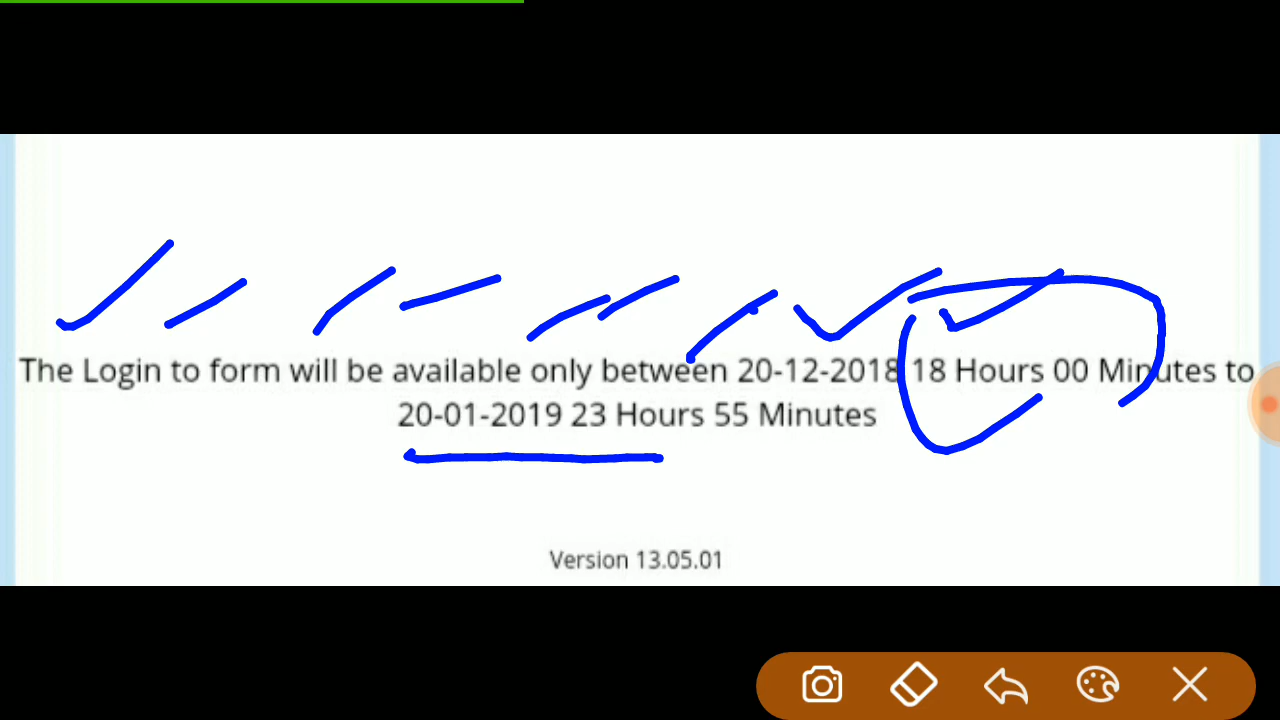 The Login to form will be available only between 20-12-2018 18 Hours 00 Minutes to
20-01-2019 23 Hours 55 Minutes
Version 13.05.01